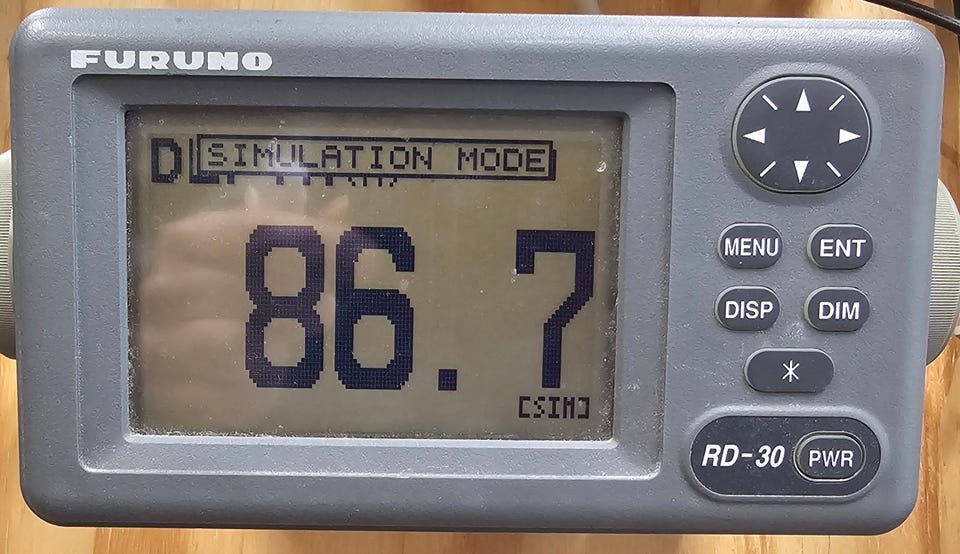 FURUNO
SIMULATION MODE
86.7
[SIM]
MENU
ENT
DISP
DIM
RD-30
PWR